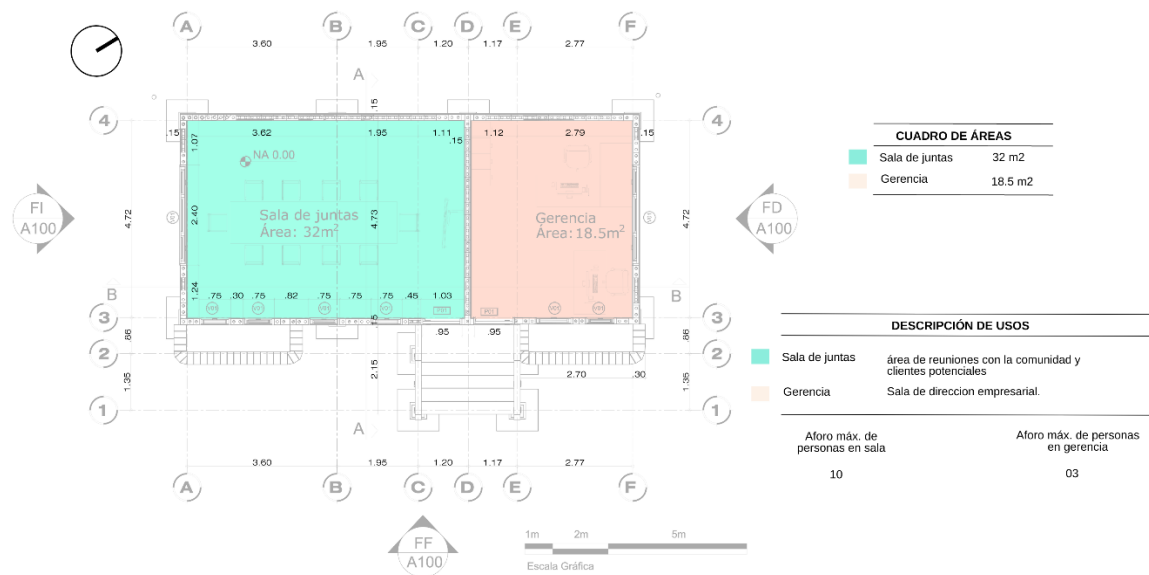 A B C D E F
3.60 1.95 1.20 1.17 2.77
A
.15
4 4
.15 3.62 1.95 1.11 1.12 2.79 .15
1.07 .15
NA 0.00
FI
A100
4.72
2.40
Sala de juntas
Área: 32m²
4.73
Gerencia
Área: 18.5m²
4.72
FD
A100
B 1.24 .75 .30 .75 .82 .75 .75 .75 .45 1.03 B
3 .15 3
.86 .95 .95 .86
2 2
1.35 2.15 2.70 .30 1.35
1 1
A
3.60 1.95 1.20 1.17 2.77
A B C D E F
FF
A100
1m 2m 5m
Escala Gráfica
CUADRO DE ÁREAS
Sala de juntas 32 m2
Gerencia 18.5 m2
DESCRIPCIÓN DE USOS
Sala de juntas área de reuniones con la comunidad y
clientes potenciales
Gerencia Sala de direccion empresarial.
Aforo máx. de
personas en sala
10
Aforo máx. de personas
en gerencia
03